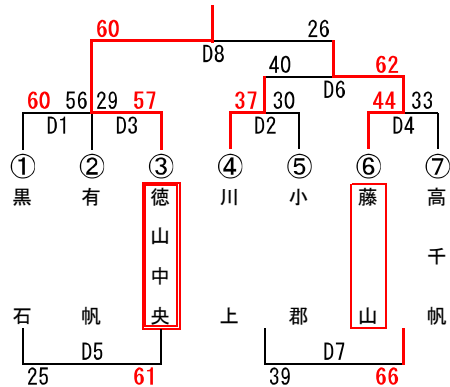 60 26
D8
40 62
D6
60 56 29 57 37 30 44 33
D1 D3 D2 D4
① ② ③ ④ ⑤ ⑥ ⑦
黒石
有帆
徳山中央
川上
小郡
藤山
高千帆
D5 D7
25 61 39 66